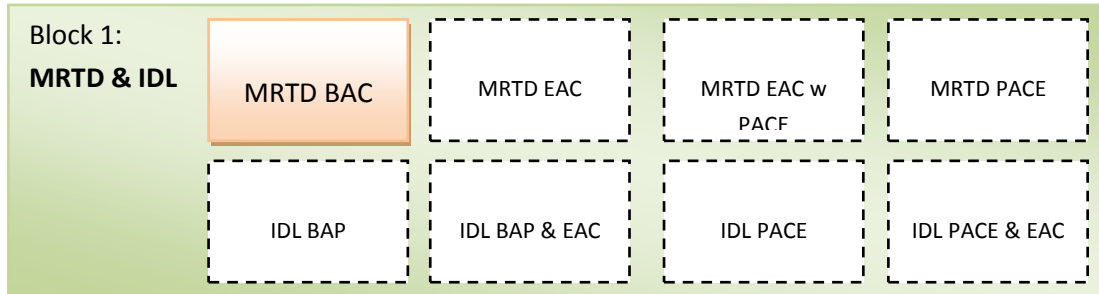 Block 1:
MRTD & IDL
MRTD BAC
MRTD EAC
MRTD EAC w
PACE
MRTD PACE
IDL BAP
IDL BAP & EAC
IDL PACE
IDL PACE & EAC